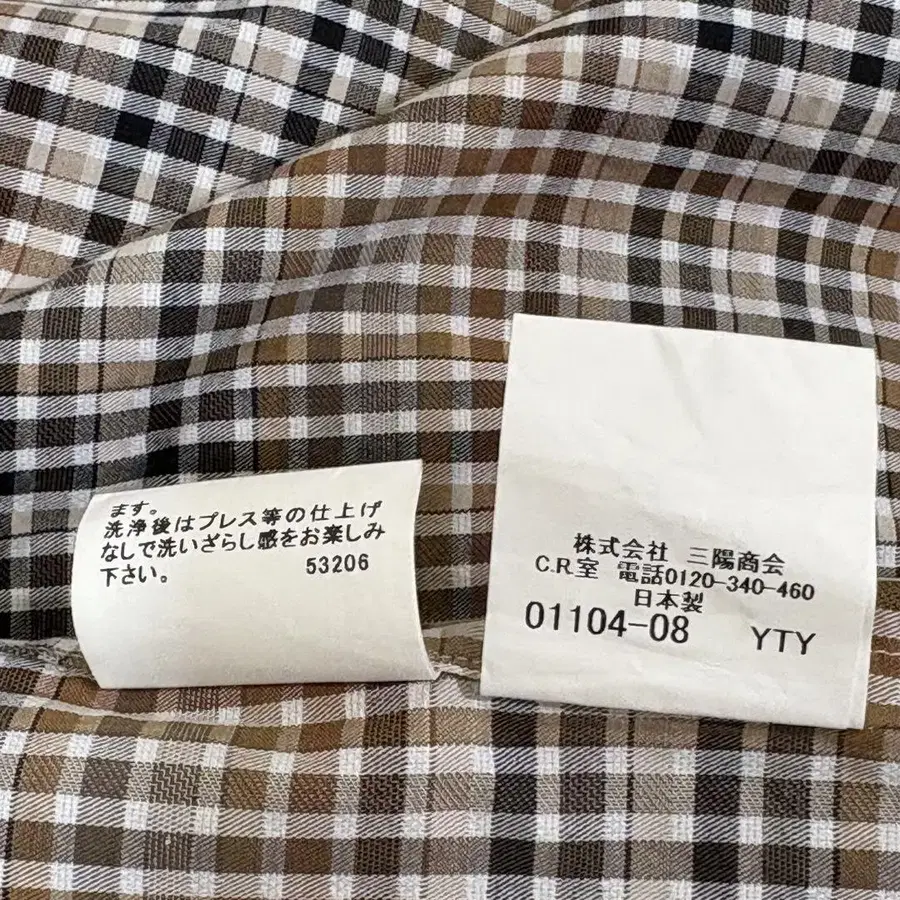 ます。
洗浄後はプレス等の仕上げ
なしで洗いざらし感をお楽しみ
下さい。 53206
株式会社 三陽商会
C.R.室 電話0120-340-460
日本製
01104-08 YTY